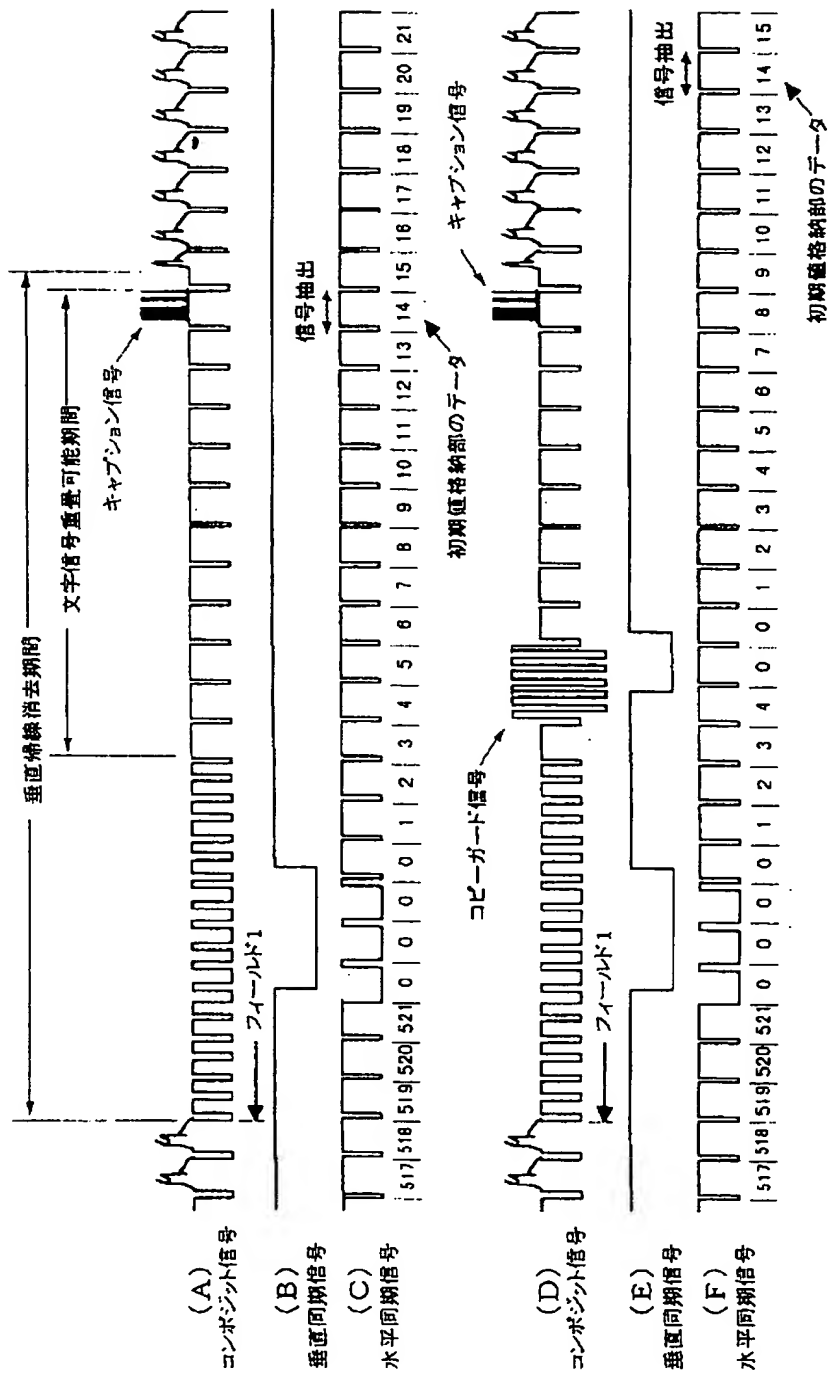 垂直帰線消去期間
文字信号重畳可能期間
キャプション信号
(A)
コンポジット信号
フィールド1
(B)
垂直同期信号
信号抽出
(C)
水平同期信号
517 518 519 520 521 0 0 0 0 1 2 3 4 5 6 7 8 9 10 11 12 13 14 15 16 17 18 19 20 21
初期値格納部のデータ
キャプション信号
コピーガード信号
(D)
コンポジット信号
フィールド1
(E)
垂直同期信号
信号抽出
(F)
水平同期信号
517 518 519 520 521 0 0 0 0 1 2 3 4 0 0 1 2 3 4 5 6 7 8 9 10 11 12 13 14 15
初期値格納部のデータ